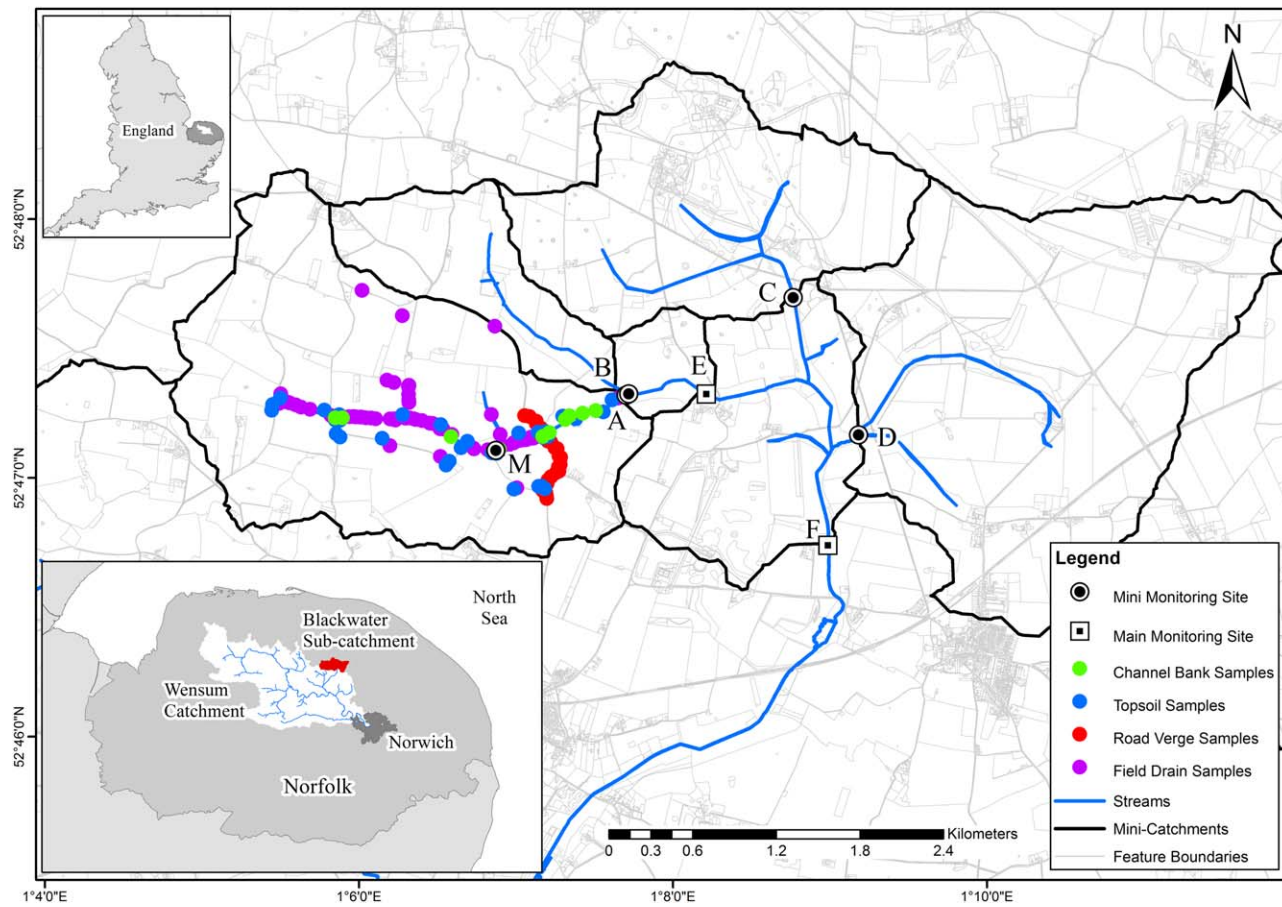 England
N
52°48'0"N
52°47'0"N
52°46'0"N
C
B
E
A
D
M
F
North
Sea
Blackwater
Sub-catchment
Wensum
Catchment
Norwich
Norfolk
Legend
Mini Monitoring Site
Main Monitoring Site
Channel Bank Samples
Topsoil Samples
Road Verge Samples
Field Drain Samples
Streams
Mini-Catchments
Feature Boundaries
Kilometers
0 0.3 0.6 1.2 1.8 2.4
1°4'0"E 1°6'0"E 1°8'0"E 1°10'0"E